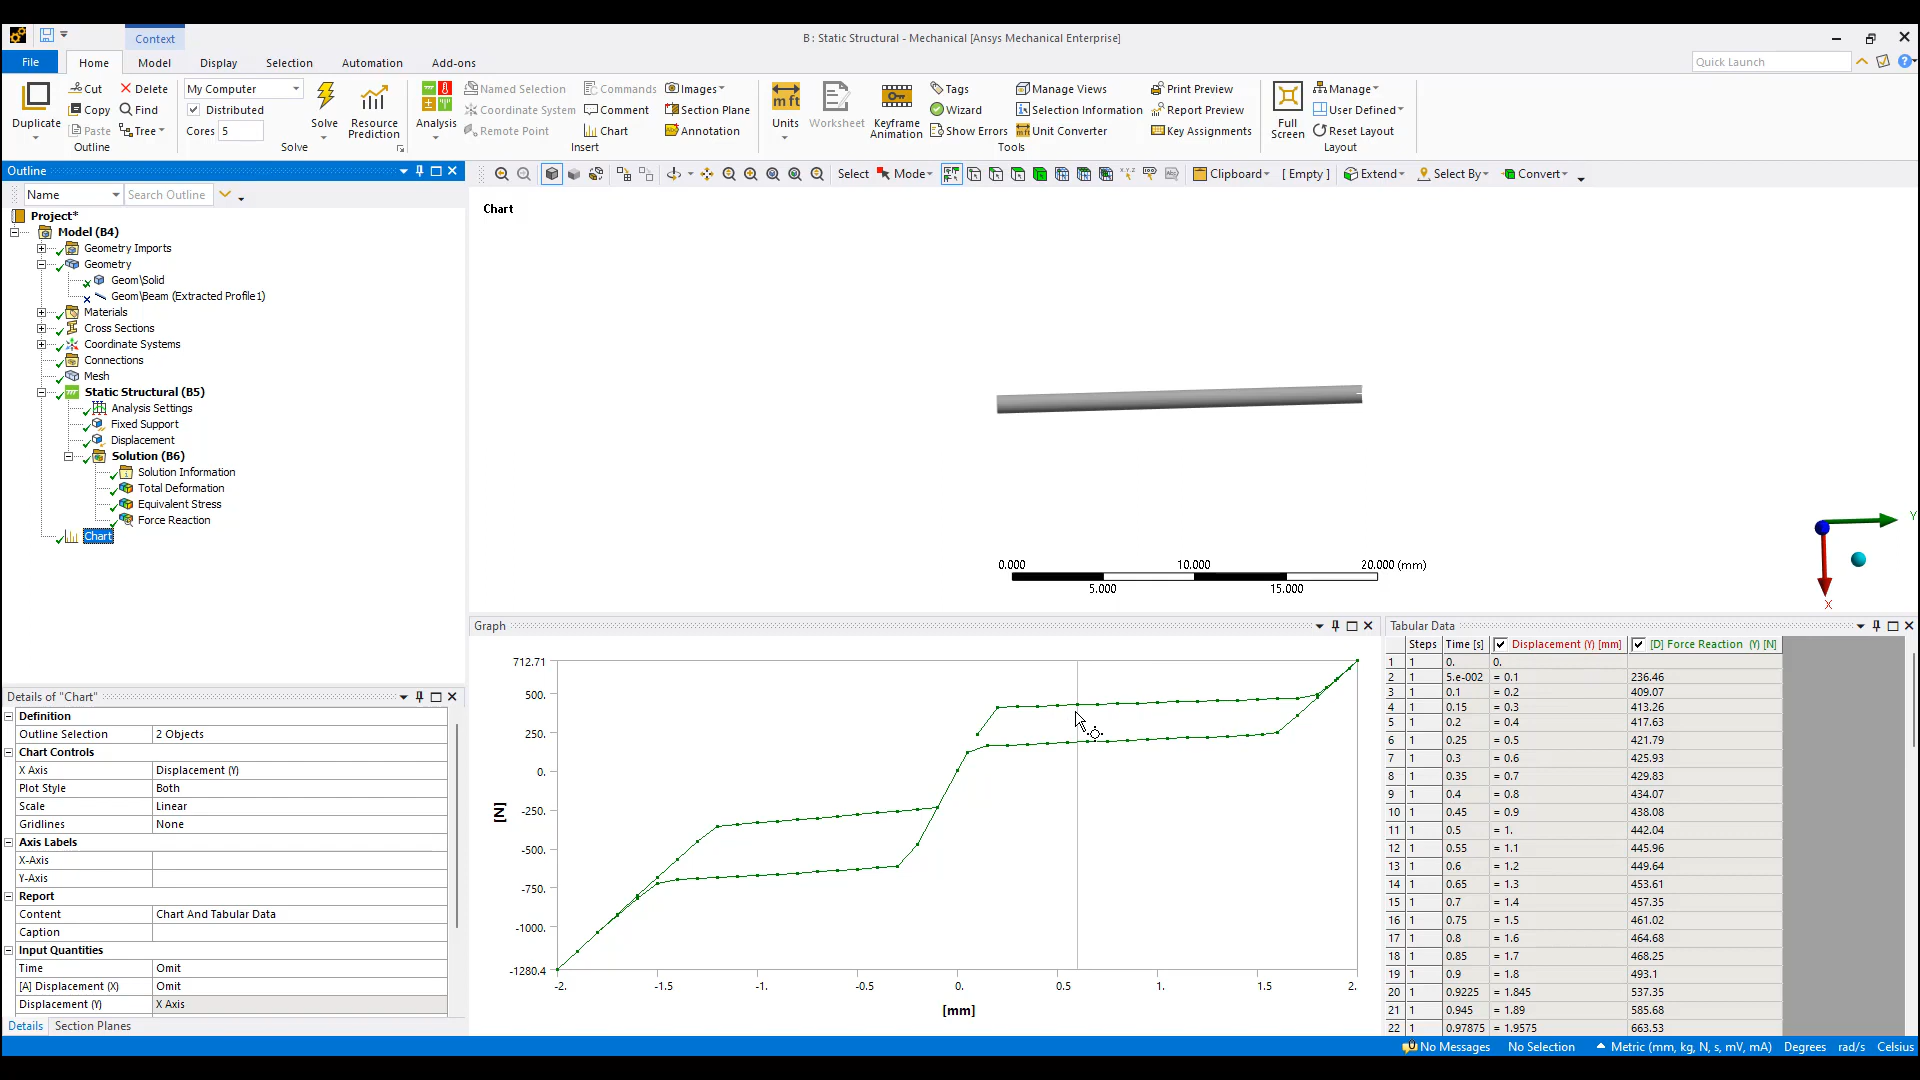 Context
B : Static Structural - Mechanical [Ansys Mechanical Enterprise]
File Home Model Display Selection Automation Add-ons
Quick Launch
Duplicate
Cut
Copy
Paste
Delete
Find
Tree
Outline
My Computer
Distributed
Cores 5
Solve
Resource
Prediction
Solve
Analysis
Named Selection
Coordinate System
Remote Point
Commands
Comment
Chart
Images
Section Plane
Annotation
Insert
Units
Worksheet
Keyframe
Animation
Tags
Wizard
Show Errors
Manage Views
Selection Information
Unit Converter
Print Preview
Report Preview
Key Assignments
Tools
Full
Screen
Manage
User Defined
Reset Layout
Layout
Outline
Name Search Outline
Project*
Model (B4)
Geometry Imports
Geometry
Geom\Solid
Geom\Beam (Extracted Profile1)
Materials
Cross Sections
Coordinate Systems
Connections
Mesh
Static Structural (B5)
Analysis Settings
Fixed Support
Displacement
Solution (B6)
Solution Information
Total Deformation
Equivalent Stress
Force Reaction
Chart
Select Mode Clipboard [ Empty ] Extend Select By Convert
Chart
0.000 10.000 20.000 (mm)
5.000 15.000
Y
X
Details of "Chart"
Definition
Outline Selection 2 Objects
Chart Controls
X Axis Displacement (Y)
Plot Style Both
Scale Linear
Gridlines None
Axis Labels
X-Axis
Y-Axis
Report
Content Chart And Tabular Data
Caption
Input Quantities
Time Omit
[A] Displacement (X) Omit
Displacement (Y) X Axis
Details Section Planes
Graph
712.71
500.
250.
0.
-250.
-500.
-750.
-1000.
-1280.4
[N]
-2. -1.5 -1. -0.5 0. 0.5 1. 1.5 2.
[mm]
Tabular Data
Steps Time [s] Displacement (Y) [mm] [D] Force Reaction (Y) [N]
1 1 0. 0.
2 1 5.e-002 = 0.1 236.46
3 1 0.1 = 0.2 409.07
4 1 0.15 = 0.3 413.26
5 1 0.2 = 0.4 417.63
6 1 0.25 = 0.5 421.79
7 1 0.3 = 0.6 425.93
8 1 0.35 = 0.7 429.83
9 1 0.4 = 0.8 434.07
10 1 0.45 = 0.9 438.08
11 1 0.5 = 1. 442.04
12 1 0.55 = 1.1 445.96
13 1 0.6 = 1.2 449.64
14 1 0.65 = 1.3 453.61
15 1 0.7 = 1.4 457.35
16 1 0.75 = 1.5 461.02
17 1 0.8 = 1.6 464.68
18 1 0.85 = 1.7 468.25
19 1 0.9 = 1.8 493.1
20 1 0.9225 = 1.845 537.35
21 1 0.945 = 1.89 585.68
22 1 0.97875 = 1.9575 663.53
No Messages No Selection Metric (mm, kg, N, s, mV, mA) Degrees rad/s Celsius